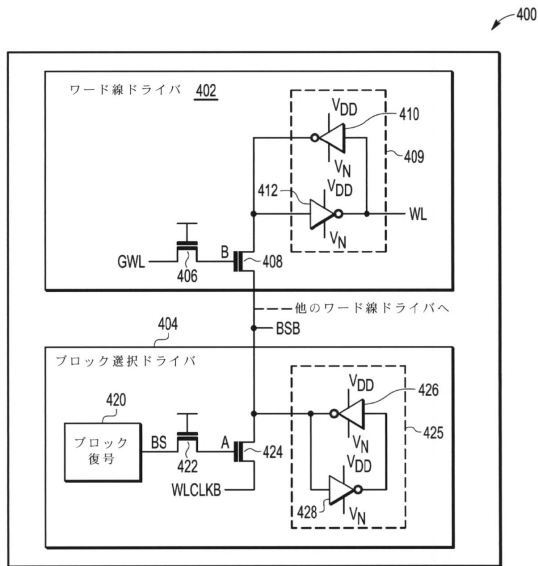 400
ワード線ドライバ 402
VDD
410
409
VN
412
VDD
WL
VN
GWL
B
408
406
他のワード線ドライバへ
404
BSB
ブロック選択ドライバ
420
VDD
426
ブロック
復号
BS
A
VN
425
422
424
VDD
WLCLKB
428
VN